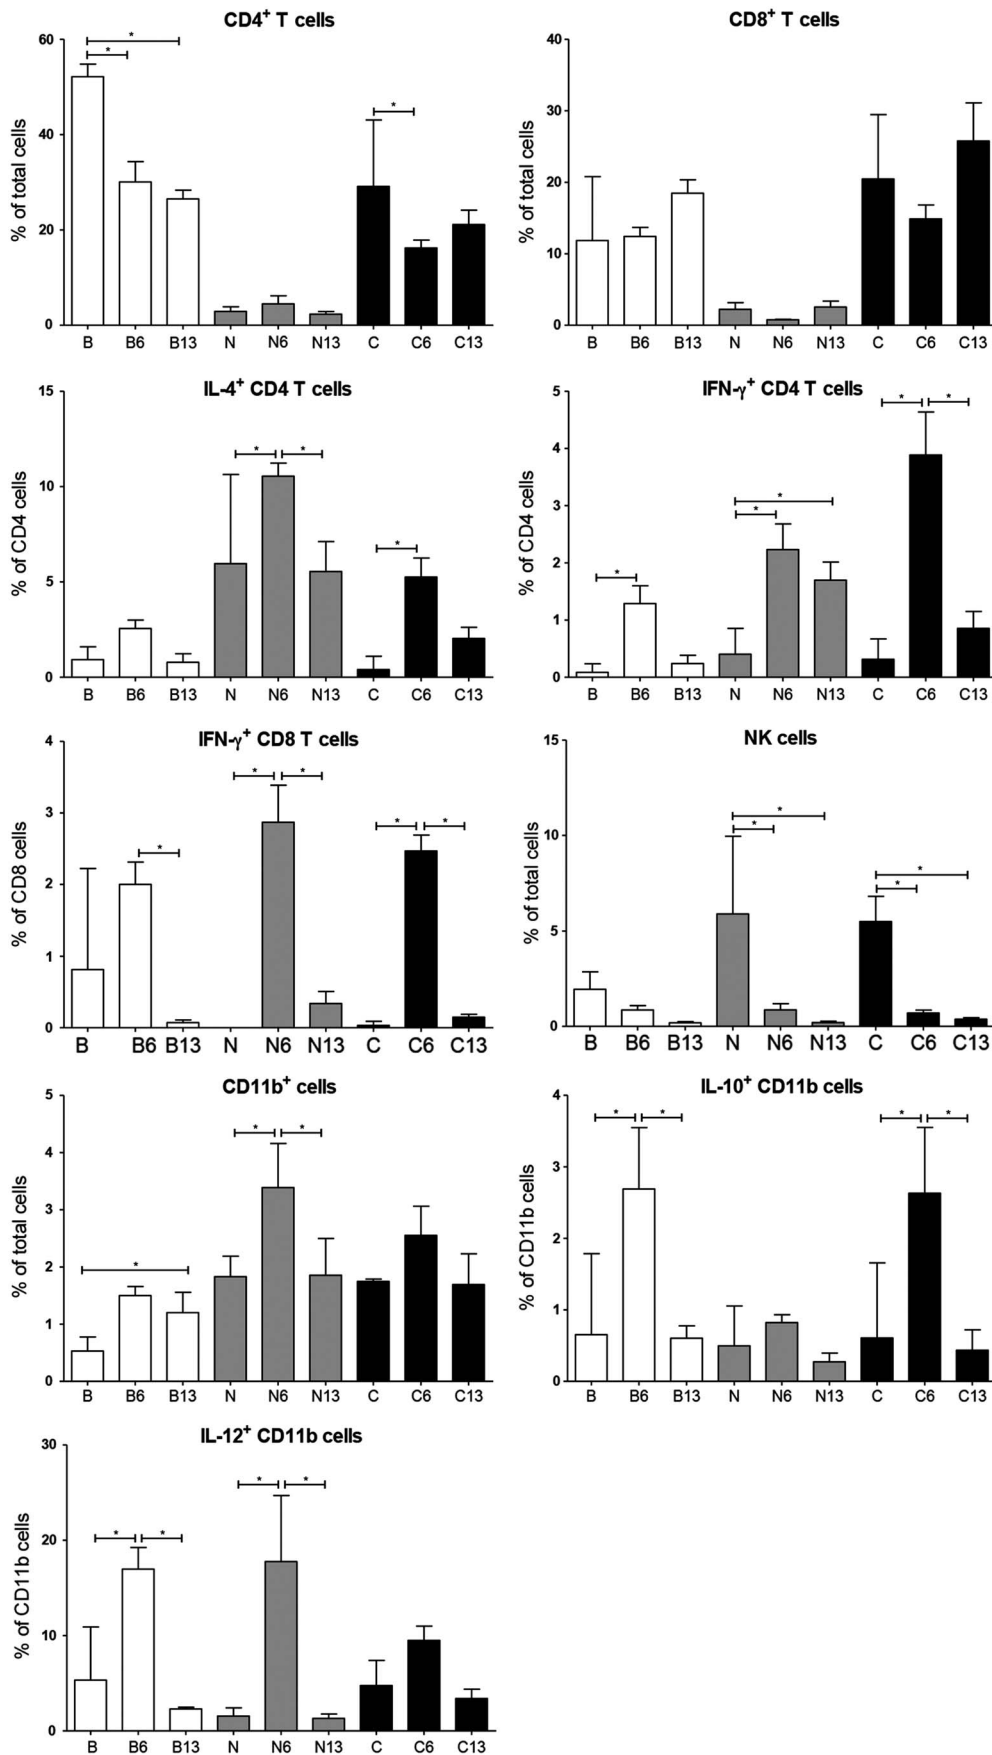 CD4⁺ T cells
% of total cells
60
40
20
0
* *
*
B B6 B13 N N6 N13 C C6 C13
CD8⁺ T cells
% of total cells
40
30
20
10
0
B B6 B13 N N6 N13 C C6 C13
IL-4⁺ CD4 T cells
% of CD4 cells
15
10
5
0
* *
*
B B6 B13 N N6 N13 C C6 C13
IFN-γ⁺ CD4 T cells
% of CD4 cells
5
4
3
2
1
0
* *
*
*
*
B B6 B13 N N6 N13 C C6 C13
IFN-γ⁺ CD8 T cells
% of CD8 cells
4
3
2
1
0
* *
* *
*
B B6 B13 N N6 N13 C C6 C13
NK cells
% of total cells
15
10
5
0
*
*
*
*
B B6 B13 N N6 N13 C C6 C13
CD11b⁺ cells
% of total cells
5
4
3
2
1
0
* *
*
B B6 B13 N N6 N13 C C6 C13
IL-10⁺ CD11b cells
% of CD11b cells
4
3
2
1
0
* * * *
B B6 B13 N N6 N13 C C6 C13
IL-12⁺ CD11b cells
% of CD11b cells
30
20
10
0
* *
* *
B B6 B13 N N6 N13 C C6 C13